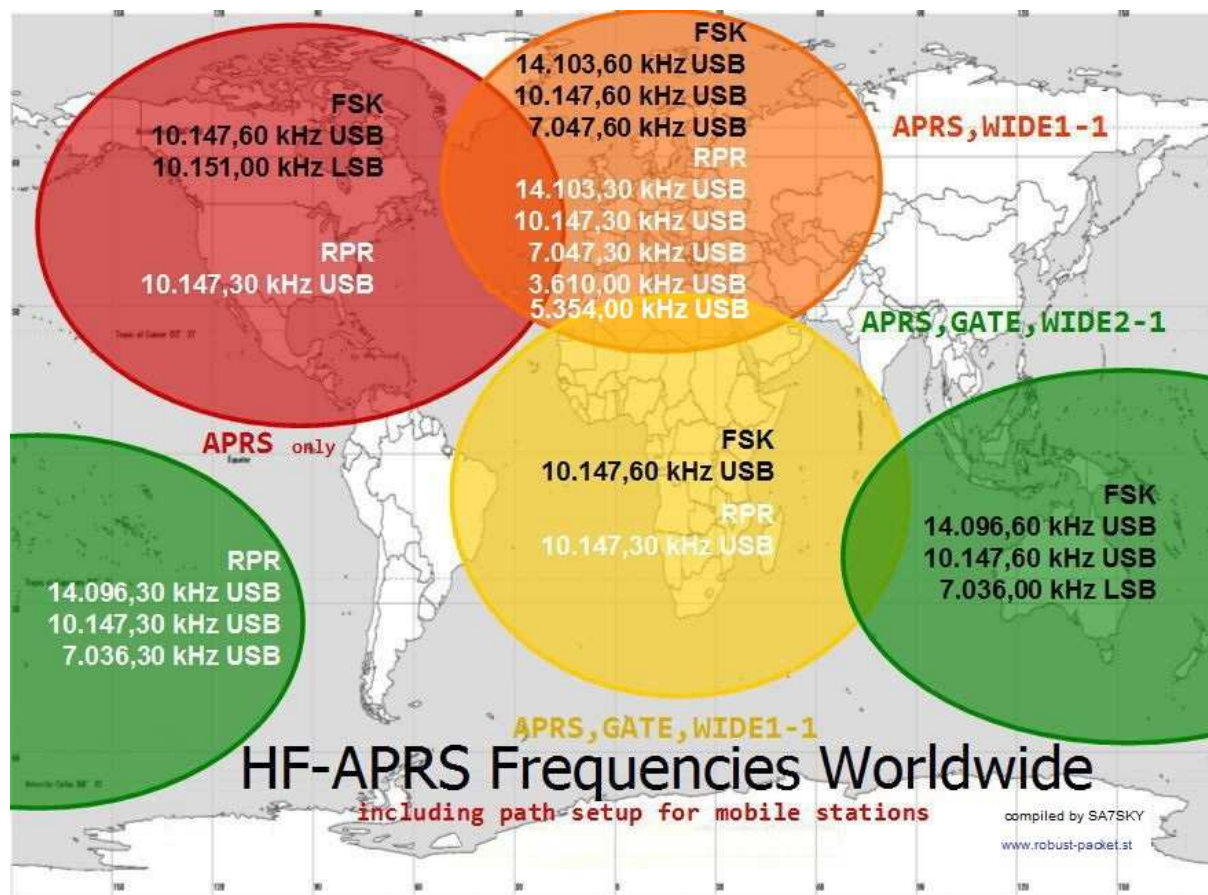 FSK
10.147,60 kHz USB
10.151,00 kHz LSB
RPR
10.147,30 kHz USB
APRS only
FSK
14.103,60 kHz USB
10.147,60 kHz USB
7.047,60 kHz USB
RPR
14.103,30 kHz USB
10.147,30 kHz USB
7.047,30 kHz USB
3.610,00 kHz USB
5.354,00 kHz USB
APRS,WIDE1-1
APRS,GATE,WIDE2-1
FSK
10.147,60 kHz USB
RPR
10.147,30 kHz USB
APRS,GATE,WIDE1-1
RPR
14.096,30 kHz USB
10.147,30 kHz USB
7.036,30 kHz USB
FSK
14.096,60 kHz USB
10.147,60 kHz USB
7.036,00 kHz LSB
Equator
HF-APRS Frequencies Worldwide
including path setup for mobile stations
compiled by SA7SKY
www.robust-packet.st